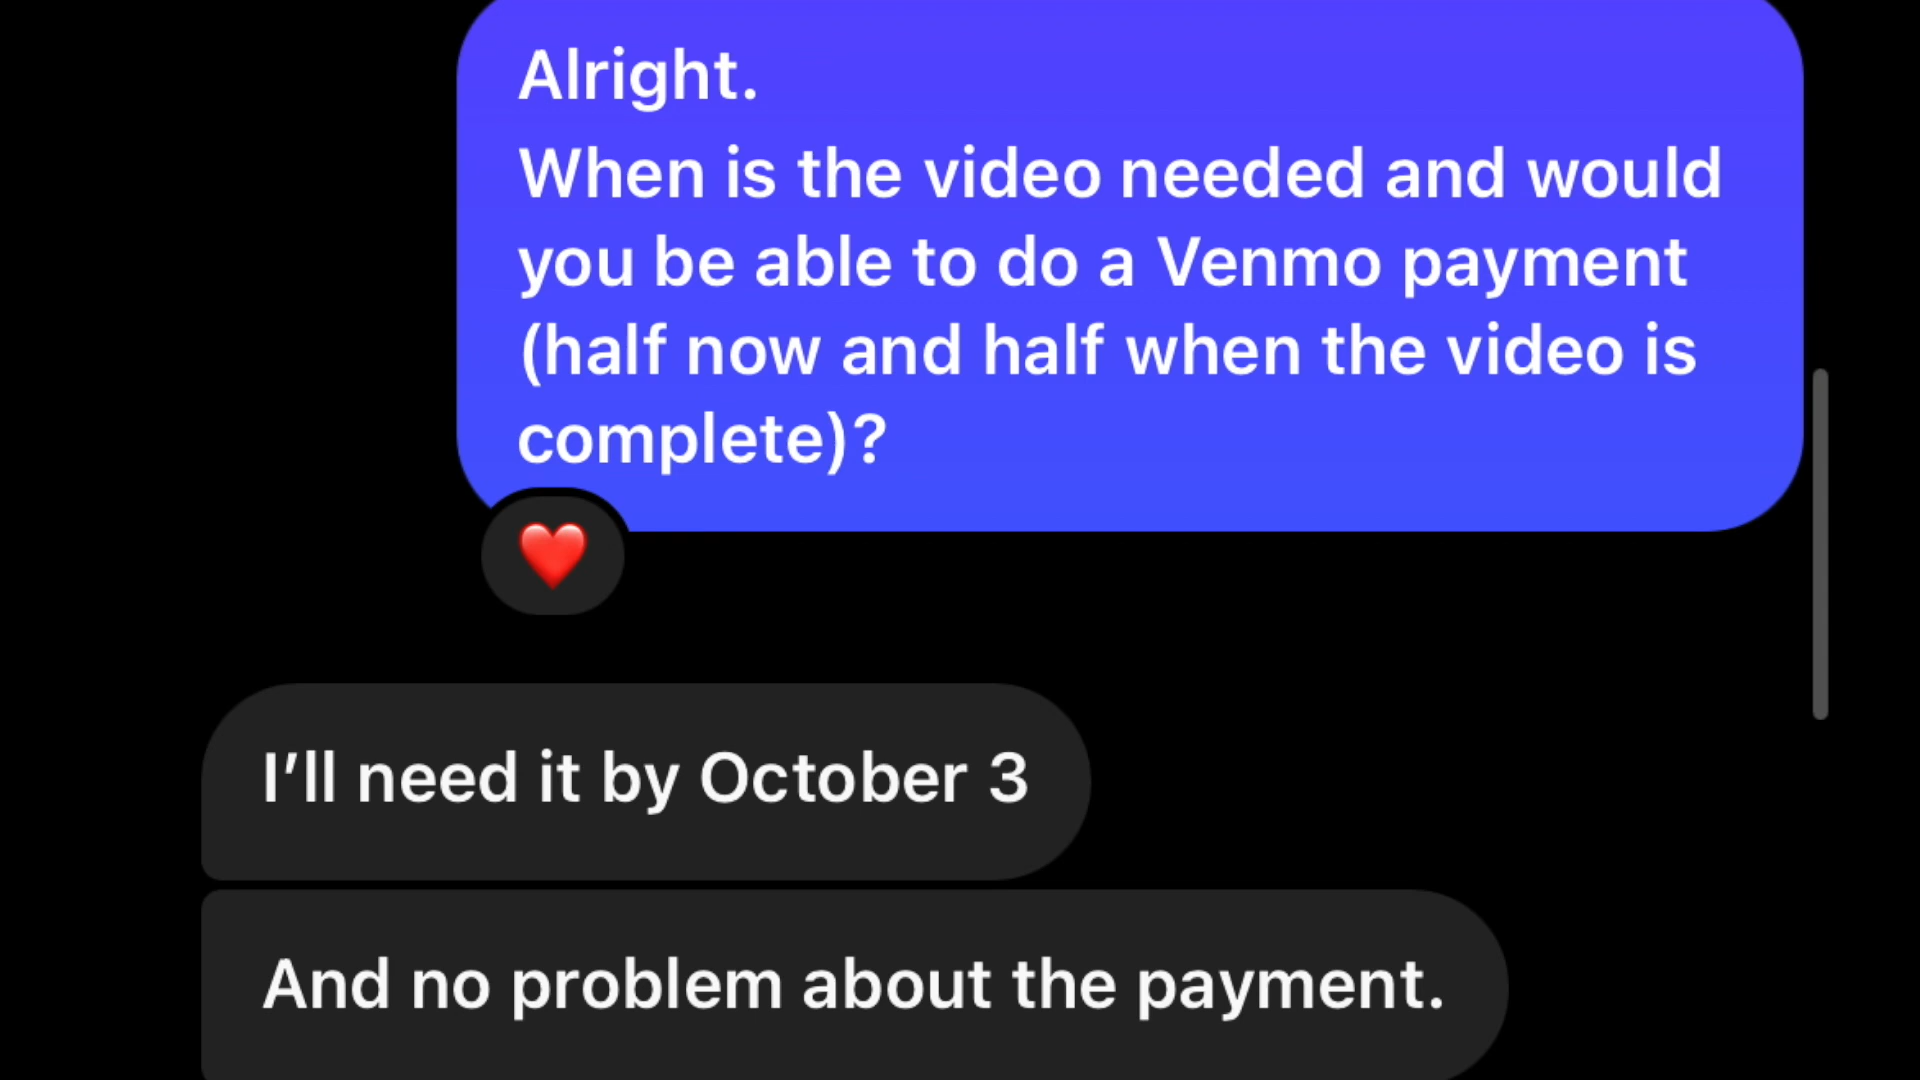 Alright.
When is the video needed and would
you be able to do a Venmo payment
(half now and half when the video is
complete)?
I’ll need it by October 3
And no problem about the payment.